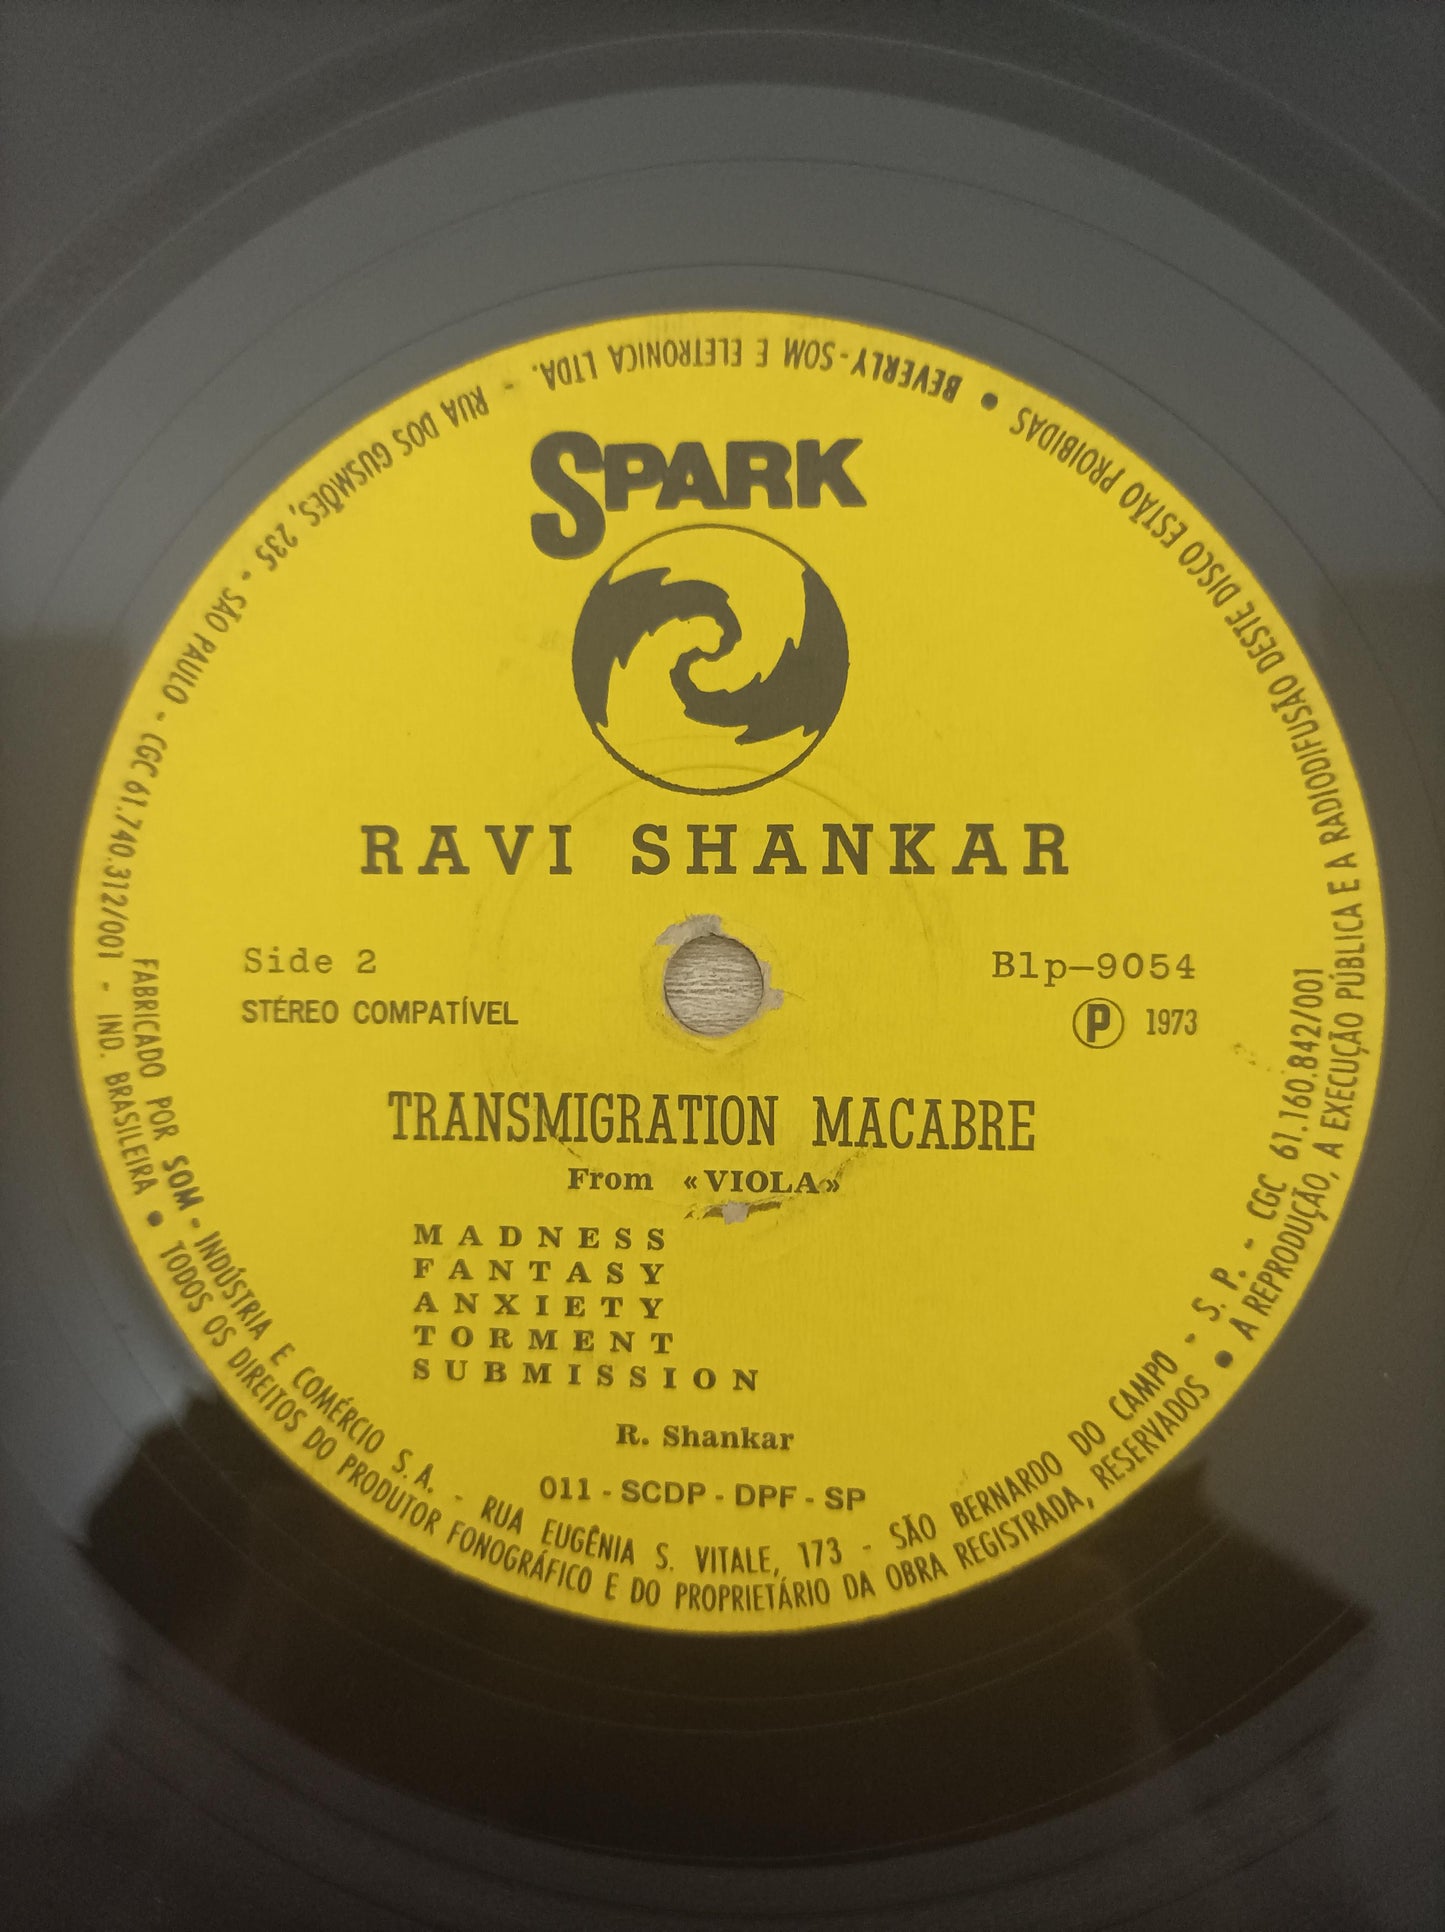 SPARK
RAVI SHANKAR
Side 2
STÉREO COMPATÍVEL
Blp-9054
P 1973
TRANSMIGRATION MACABRE
From «VIOLA»
MADNESS
FANTASY
ANXIETY
TORMENT
SUBMISSION
R. Shankar
011 - SCDP - DPF - SP
FABRICADO POR SOM - INDÚSTRIA E COMÉRCIO S. A. - RUA EUGÊNIA S. VITALE, 173 - SÃO BERNARDO DO CAMPO - S. P. - CGC 61.160.842/001
BEVERLY-SOM E ELETRONICA LTDA. - RUA DOS GUSMÕES, 235 - SÃO PAULO - CGC 61.740.312/001 - IND. BRASILEIRA • TODOS OS DIREITOS DO PRODUTOR FONOGRÁFICO E DO PROPRIETÁRIO DA OBRA REGISTRADA, RESERVADOS • A REPRODUÇÃO, A EXECUÇÃO PÚBLICA E A RADIODIFUSÃO DESTE DISCO ESTÃO PROIBIDAS •